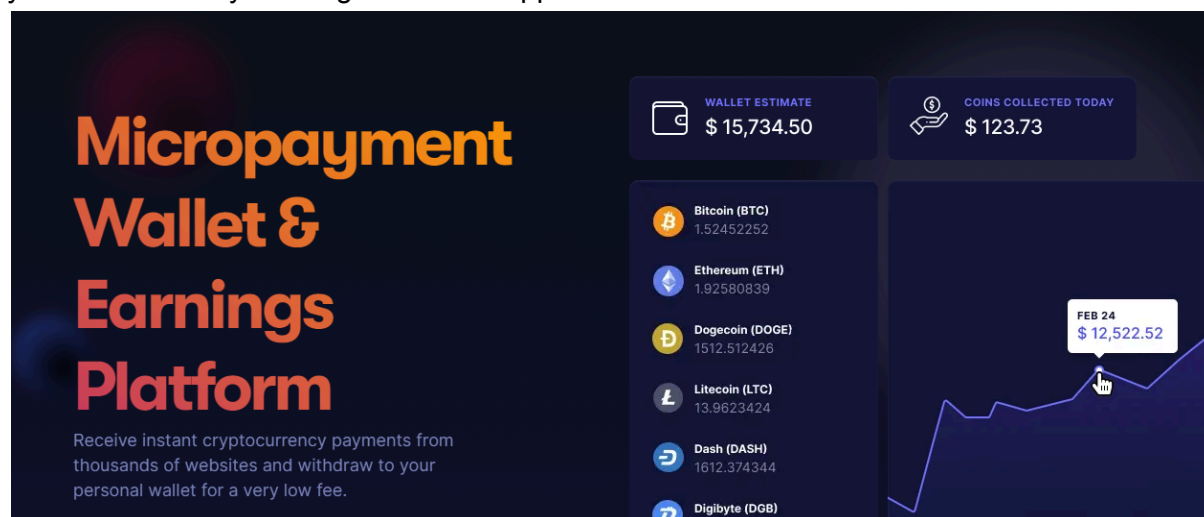 Micropayment
Wallet &
Earnings
Platform
Receive instant cryptocurrency payments from
thousands of websites and withdraw to your
personal wallet for a very low fee.
WALLET ESTIMATE
$ 15,734.50
COINS COLLECTED TODAY
$ 123.73
Bitcoin (BTC)
1.52452252
Ethereum (ETH)
1.92580839
Dogecoin (DOGE)
1512.512426
Litecoin (LTC)
13.9623424
Dash (DASH)
1612.374344
Digibyte (DGB)
FEB 24
$ 12,522.52